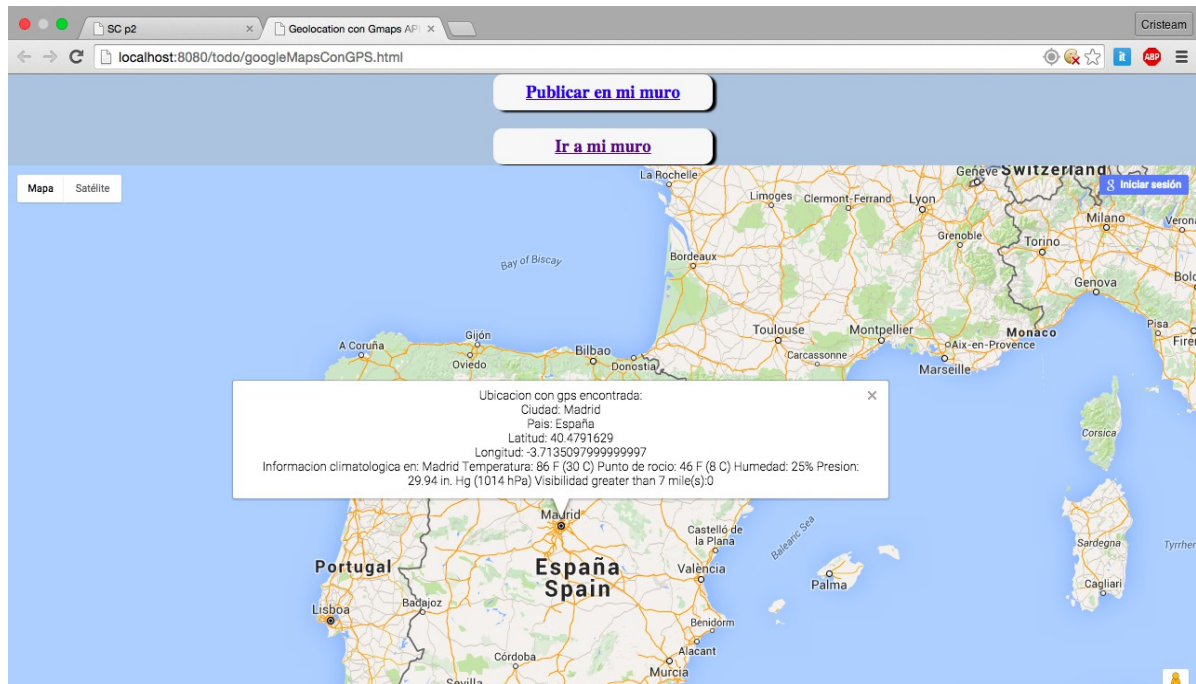 SC p2
Geolocation con Gmaps AP
Cristeam
localhost:8080/todo/googleMapsConGPS.html
it
ABP
Publicar en mi muro
Ir a mi muro
Mapa
Satélite
8 Iniciar sesión
La Rochelle
Genève
Switzerland
Limoges
Clermont-Ferrand
Lyon
Milano
Verona
Grenoble
Torino
Bay of Biscay
Bordeaux
Genova
Bolo
Toulouse
Montpellier
Monaco
Pisa
Aix-en-Provence
Firen
Gijón
A Coruña
Oviedo
Bilbao
Donostia
Carcassonne
Marseille
Ubicacion con gps encontrada:
Ciudad: Madrid
Pais: España
Latitud: 40.4791629
Longitud: -3.7135097999999997
Informacion climatologica en: Madrid Temperatura: 86 F (30 C) Punto de rocio: 46 F (8 C) Humedad: 25% Presion:
29.94 in. Hg (1014 hPa) Visibilidad greater than 7 mile(s):0
Corsica
Madrid
Castelló de
la Plana
Balearic Sea
Sardegna
Tyrrher
Portugal
España
Spain
València
Palma
Cagliari
Lisboa
Badajoz
Benidorm
Alacant
Córdoba
Murcia
Sevilla